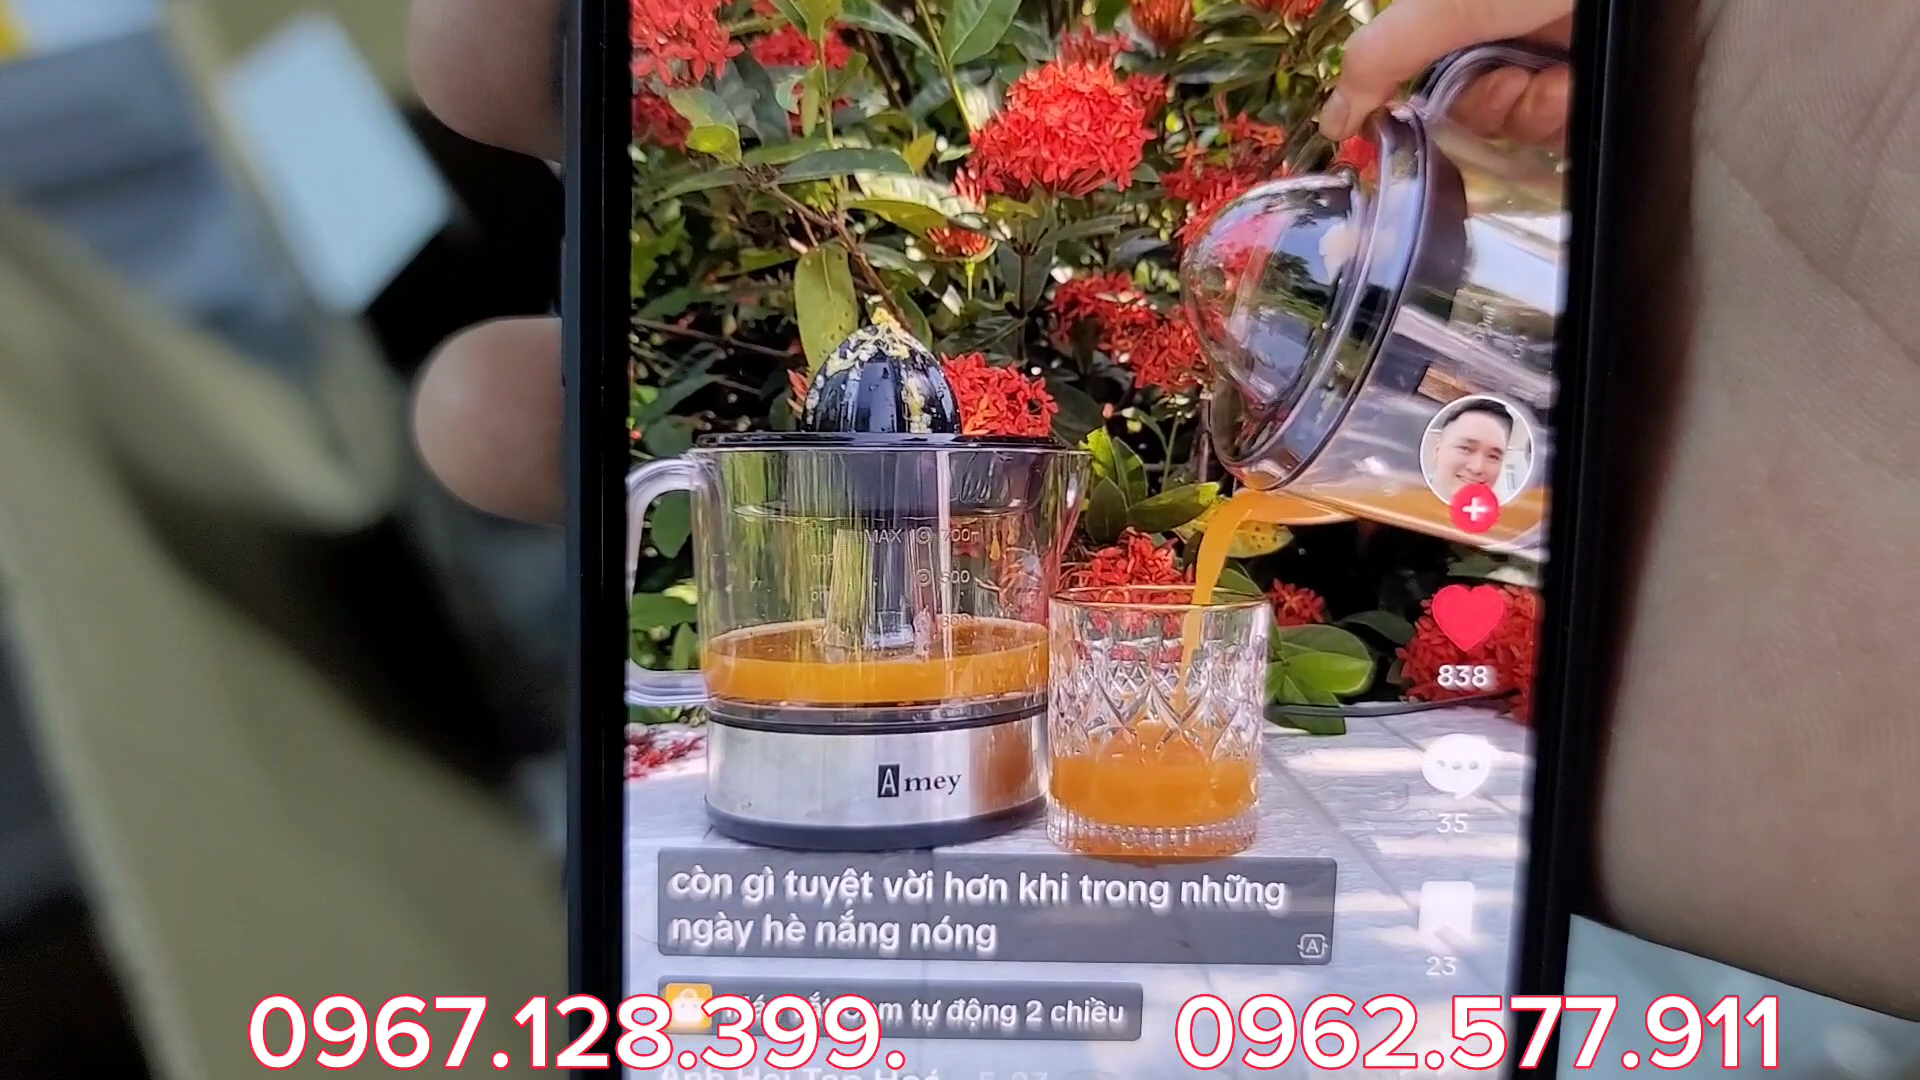 MAX 700ml
500
300
Amey
838
35
còn gì tuyệt vời hơn khi trong những
ngày hè nắng nóng
A
23
tự động 2 chiều
0967.128.399.
0962.577.911